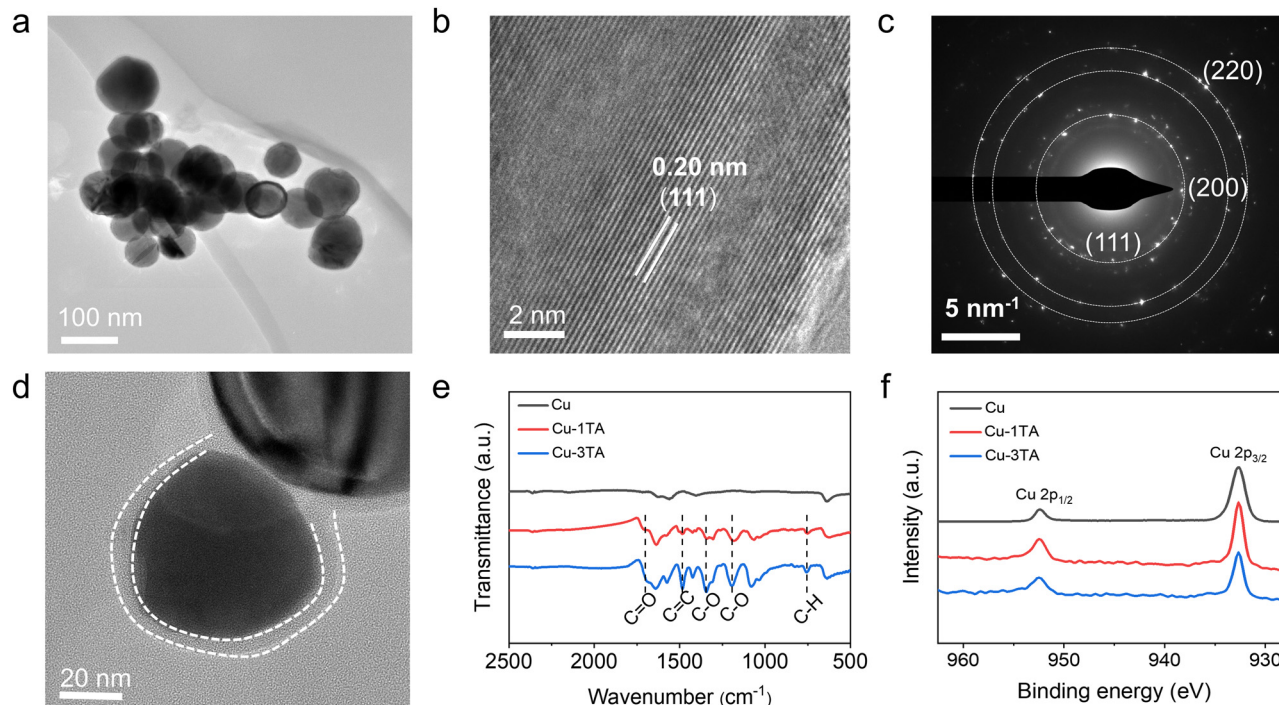 a
100 nm
b
0.20 nm
(111)
2 nm
c
(220)
(200)
(111)
5 nm⁻¹
d
20 nm
e
Cu
Cu-1TA
Cu-3TA
Transmittance (a.u.)
C=O
C=C
C-O
C-O
C-H
2500 2000 1500 1000 500
Wavenumber (cm⁻¹)
f
Cu
Cu-1TA
Cu-3TA
Cu 2p₁/₂
Cu 2p₃/₂
Intensity (a.u.)
960 950 940 930
Binding energy (eV)